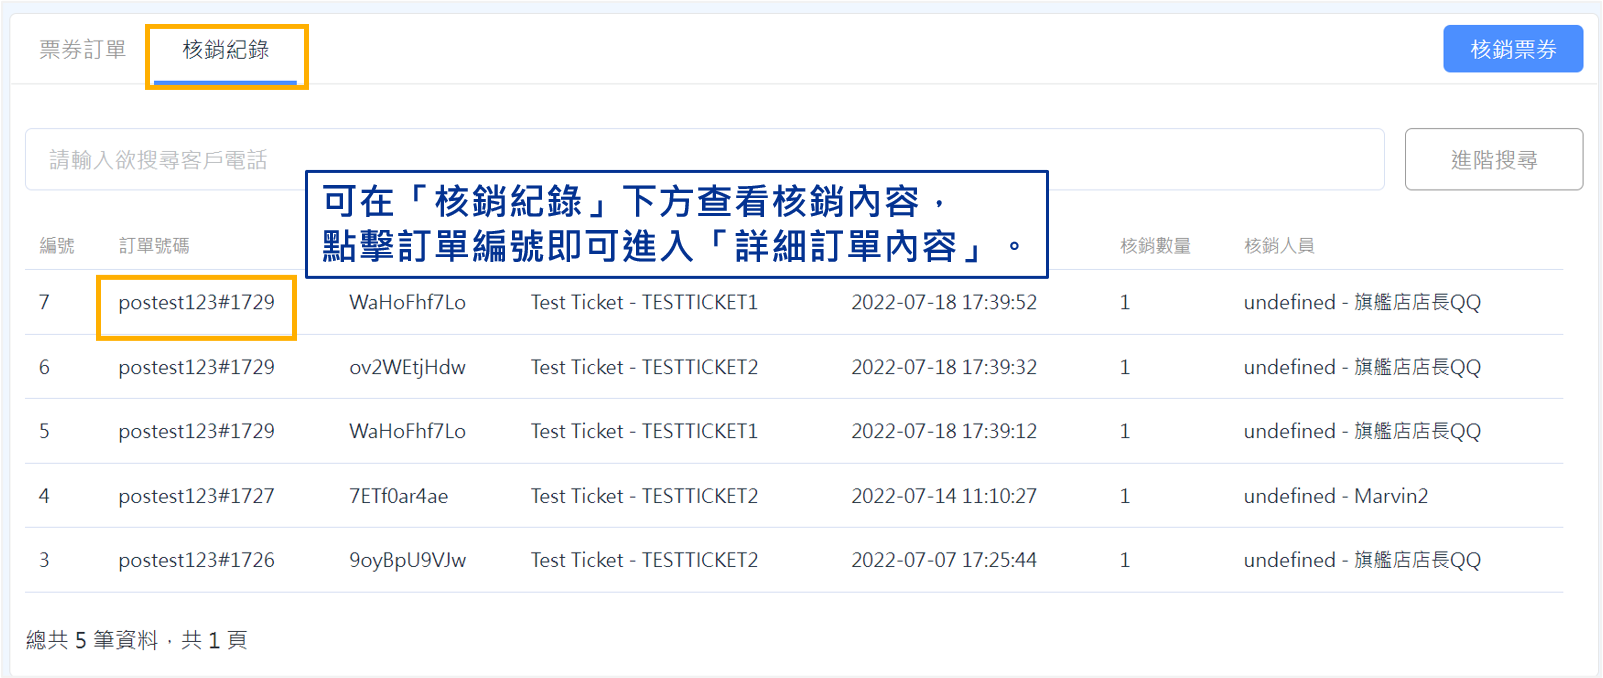 票券訂單 核銷紀錄 核銷票券
請輸入欲搜尋客戶電話 進階搜尋
可在「核銷紀錄」下方查看核銷內容，
點擊訂單編號即可進入「詳細訂單內容」。
編號 訂單號碼 核銷數量 核銷人員
7 postest123#1729 WaHoFhf7Lo Test Ticket - TESTTICKET1 2022-07-18 17:39:52 1 undefined - 旗艦店店長QQ
6 postest123#1729 ov2WEtjHdw Test Ticket - TESTTICKET2 2022-07-18 17:39:32 1 undefined - 旗艦店店長QQ
5 postest123#1729 WaHoFhf7Lo Test Ticket - TESTTICKET1 2022-07-18 17:39:12 1 undefined - 旗艦店店長QQ
4 postest123#1727 7ETf0ar4ae Test Ticket - TESTTICKET2 2022-07-14 11:10:27 1 undefined - Marvin2
3 postest123#1726 9oyBpU9VJw Test Ticket - TESTTICKET2 2022-07-07 17:25:44 1 undefined - 旗艦店店長QQ
總共 5 筆資料，共 1 頁